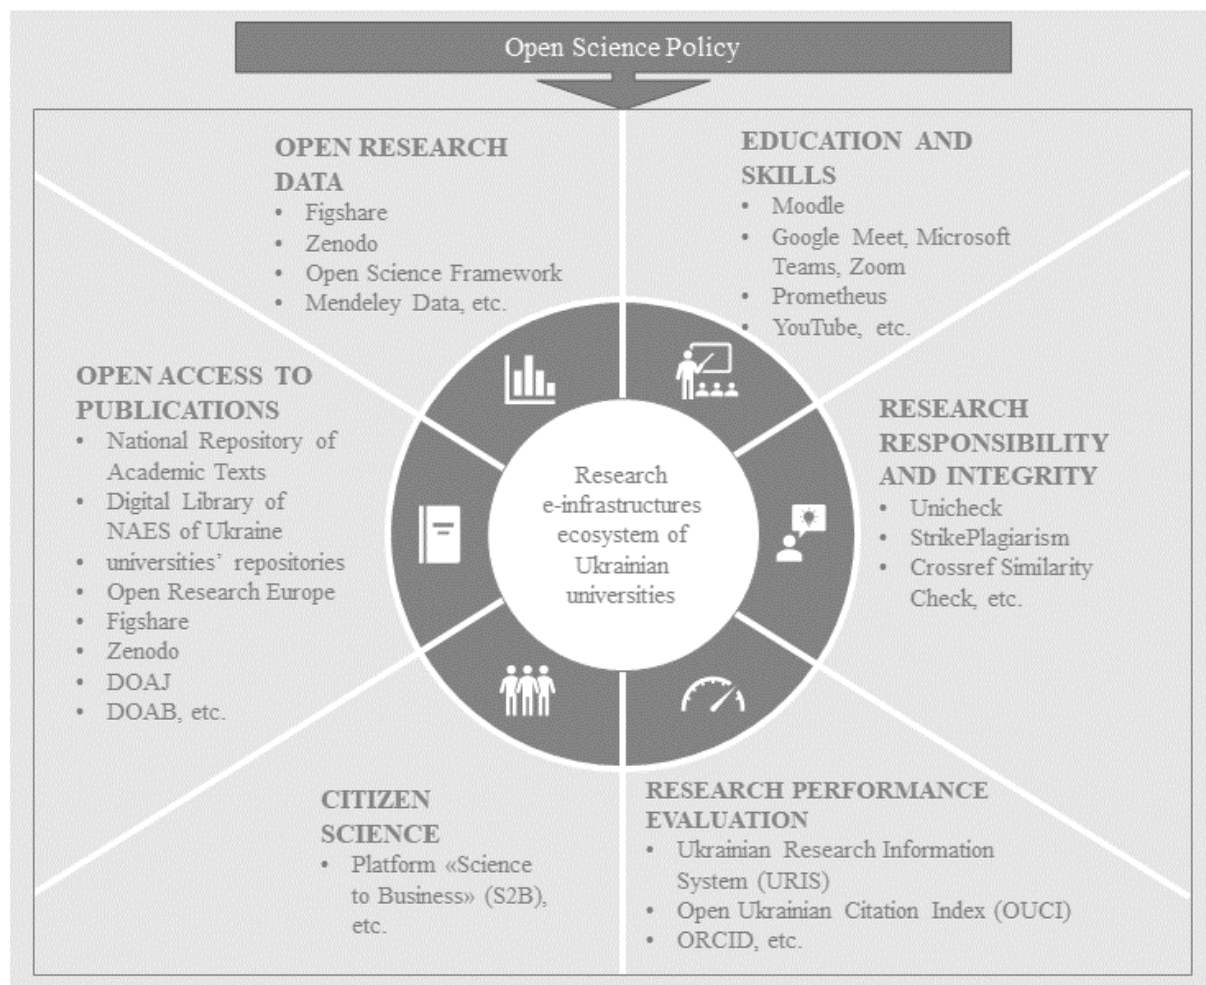 Open Science Policy
OPEN RESEARCH
DATA
• Figshare
• Zenodo
• Open Science Framework
• Mendeley Data, etc.
EDUCATION AND
SKILLS
• Moodle
• Google Meet, Microsoft
Teams, Zoom
• Prometheus
• YouTube, etc.
OPEN ACCESS TO
PUBLICATIONS
• National Repository of
Academic Texts
• Digital Library of
NAES of Ukraine
• universities’ repositories
• Open Research Europe
• Figshare
• Zenodo
• DOAJ
• DOAB, etc.
Research
e-infrastructures
ecosystem of
Ukrainian
universities
RESEARCH
RESPONSIBILITY
AND INTEGRITY
• Unicheck
• StrikePlagiarism
• Crossref Similarity
Check, etc.
CITIZEN
SCIENCE
• Platform «Science
to Business» (S2B),
etc.
RESEARCH PERFORMANCE
EVALUATION
• Ukrainian Research Information
System (URIS)
• Open Ukrainian Citation Index (OUCI)
• ORCID, etc.